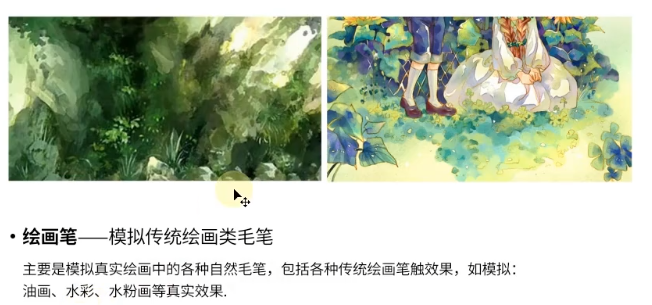 • 绘画笔——模拟传统绘画类毛笔
主要是模拟真实绘画中的各种自然毛笔，包括各种传统绘画笔触效果，如模拟：
油画、水彩、水粉画等真实效果.